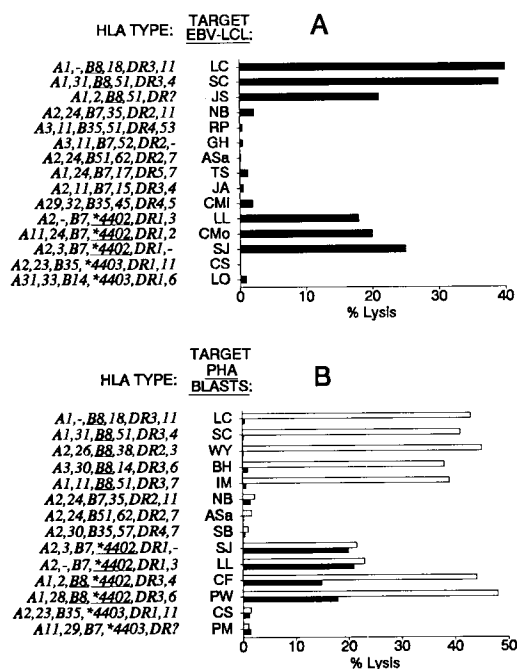 A
HLA TYPE: TARGET EBV-LCL:
A1,-,B8,18,DR3,11 LC
A1,31,B8,51,DR3,4 SC
A1,2,B8,51,DR? JS
A2,24,B7,35,DR2,11 NB
A3,11,B35,51,DR4,53 RP
A3,11,B7,52,DR2,- GH
A2,24,B51,62,DR2,7 ASa
A1,24,B7,17,DR5,7 TS
A2,11,B7,15,DR3,4 JA
A29,32,B35,45,DR4,5 CMI
A2,-,B7,*4402,DR1,3 LL
A11,24,B7,*4402,DR1,2 CMo
A2,3,B7,*4402,DR1,- SJ
A2,23,B35,*4403,DR1,11 CS
A31,33,B14,*4403,DR1,6 LO
0 10 20 30 40
% Lysis
B
HLA TYPE: TARGET PHA BLASTS:
A1,-,B8,18,DR3,11 LC
A1,31,B8,51,DR3,4 SC
A2,26,B8,38,DR2,3 WY
A3,30,B8,14,DR3,6 BH
A1,11,B8,51,DR3,7 IM
A2,24,B7,35,DR2,11 NB
A2,24,B51,62,DR2,7 ASa
A2,30,B35,57,DR4,7 SB
A2,3,B7,*4402,DR1,- SJ
A2,-,B7,*4402,DR1,3 LL
A1,2,B8,*4402,DR3,4 CF
A1,28,B8,*4402,DR3,6 PW
A2,23,B35,*4403,DR1,11 CS
A11,29,B7,*4403,DR? PM
0 10 20 30 40 50
% Lysis